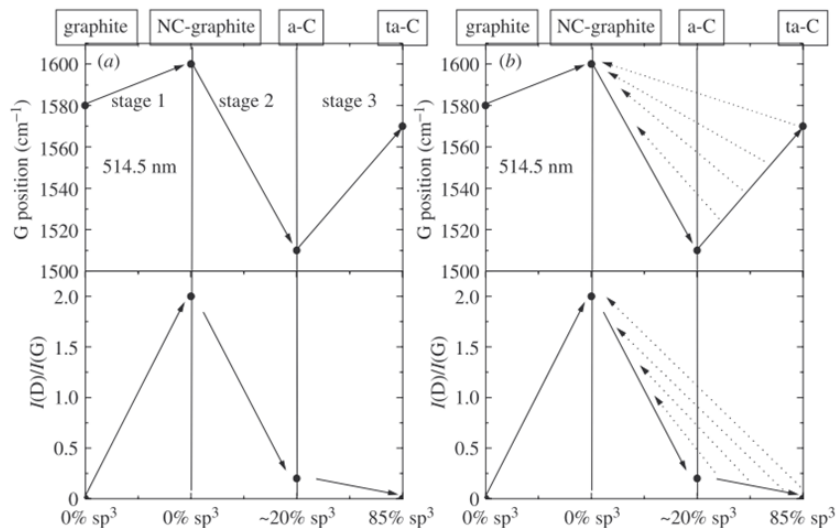 graphite NC-graphite a-C ta-C graphite NC-graphite a-C ta-C
1600 (a) 1600 (b)
1580 stage 1 stage 2 stage 3 1580
1560 1560
514.5 nm 514.5 nm
1540 1540
1520 1520
1500 1500
G position (cm⁻¹) G position (cm⁻¹)
2.0 2.0
1.5 1.5
1.0 1.0
0.5 0.5
0 0
I(D)/I(G) I(D)/I(G)
0% sp³ 0% sp³ ~20% sp³ 85% sp³ 0% sp³ 0% sp³ ~20% sp³ 85% sp³